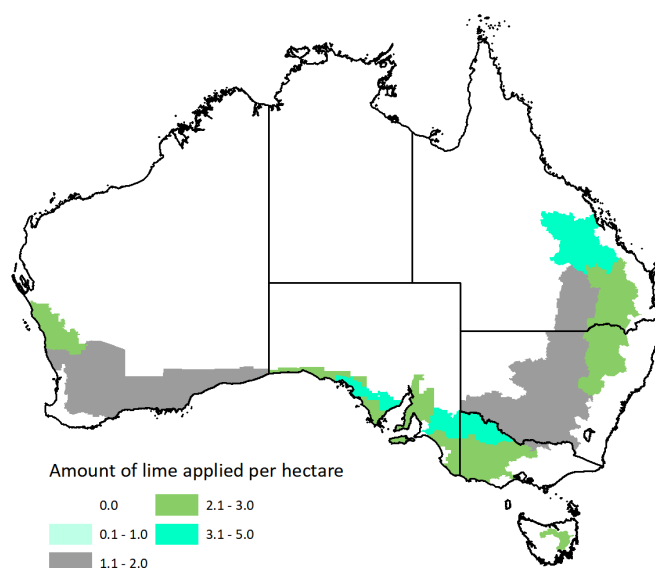 Amount of lime applied per hectare
0.0
0.1 - 1.0
1.1 - 2.0
2.1 - 3.0
3.1 - 5.0